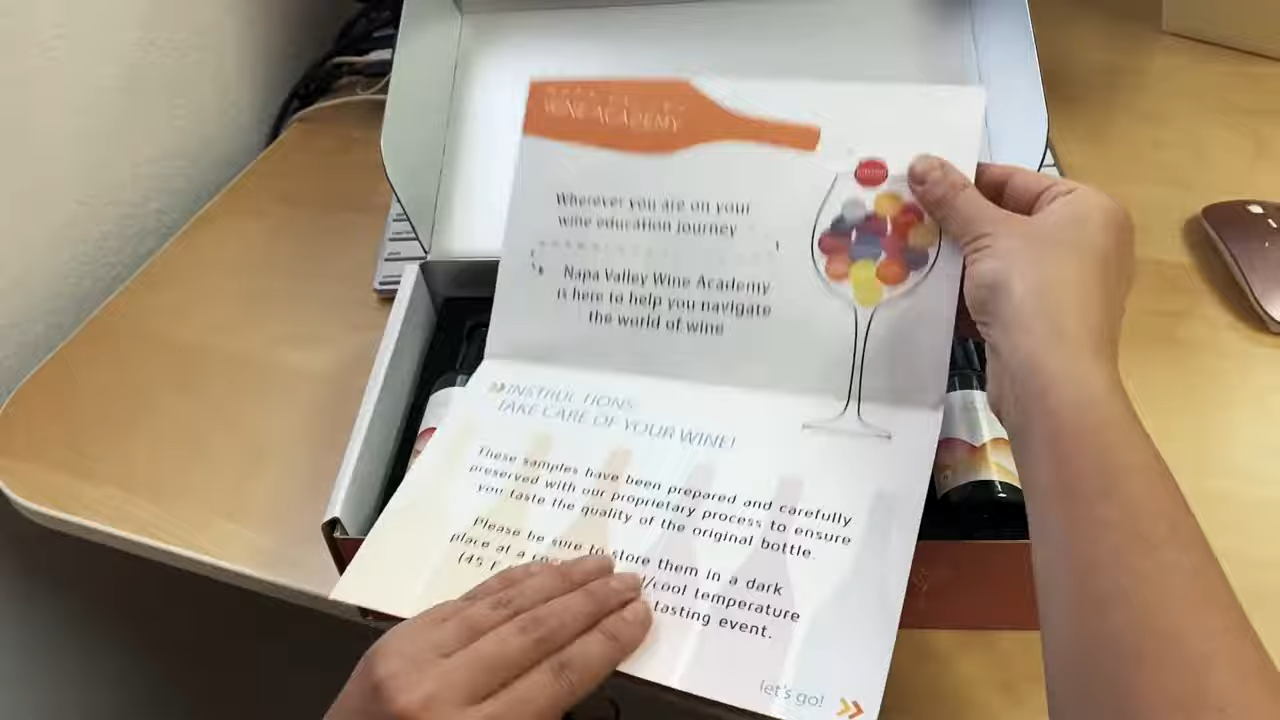 WINE ACADEMY
Wherever you are on your
wine education journey
Napa Valley Wine Academy
is here to help you navigate
the world of wine
INSTRUCTIONS:
TAKE CARE OF YOUR WINE!
These samples have been prepared and carefully
preserved with our proprietary process to ensure
you taste the quality of the original bottle.
Please be sure to store them in a dark
place at a /cool temperature
(45 F tasting event.
let's go!